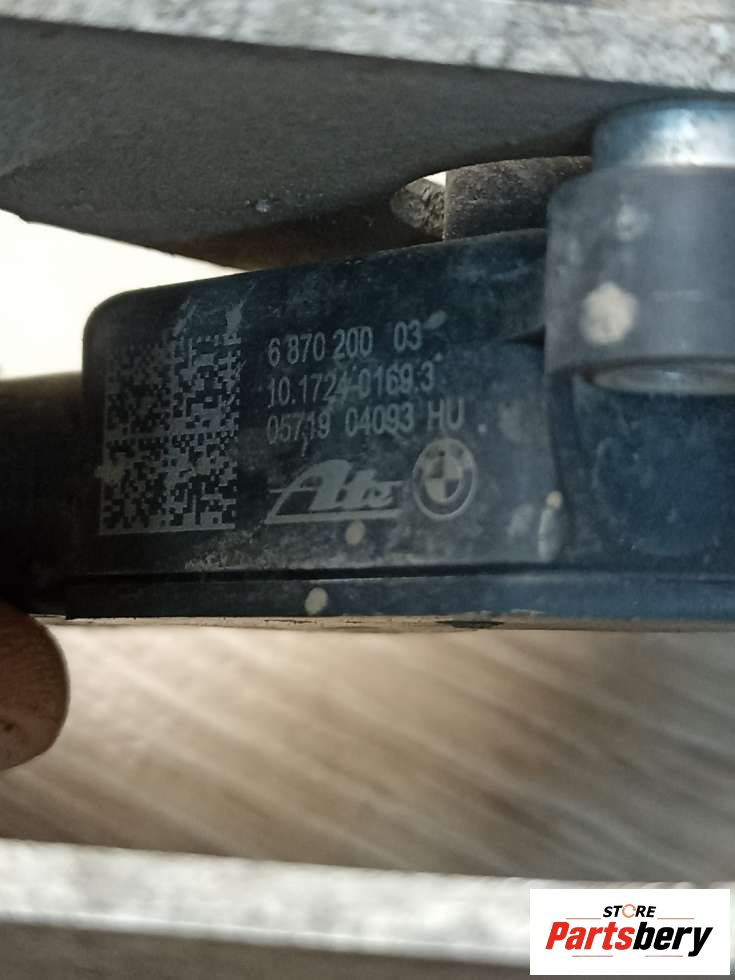 6 870 200 03
10.1724-0169.3
05719 04093 HU
Ate
STORE
Partsbery